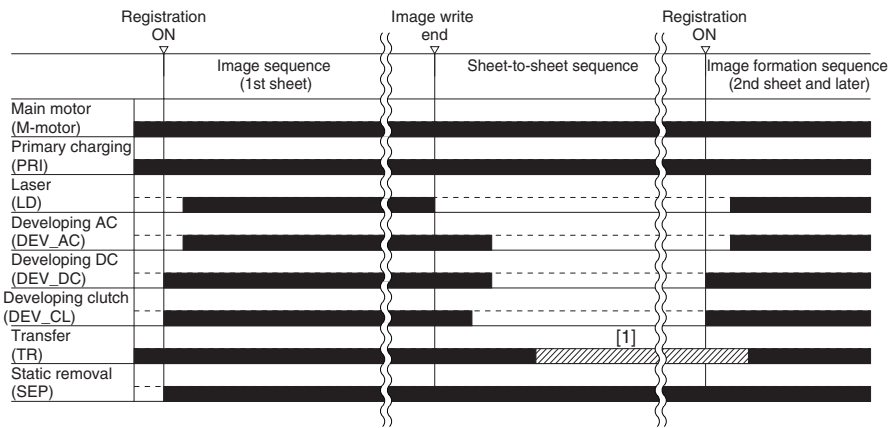 Registration
ON
Image write
end
Registration
ON
Image sequence
(1st sheet)
Sheet-to-sheet sequence
Image formation sequence
(2nd sheet and later)
Main motor
(M-motor)
Primary charging
(PRI)
Laser
(LD)
Developing AC
(DEV_AC)
Developing DC
(DEV_DC)
Developing clutch
(DEV_CL)
Transfer
(TR)
[1]
Static removal
(SEP)